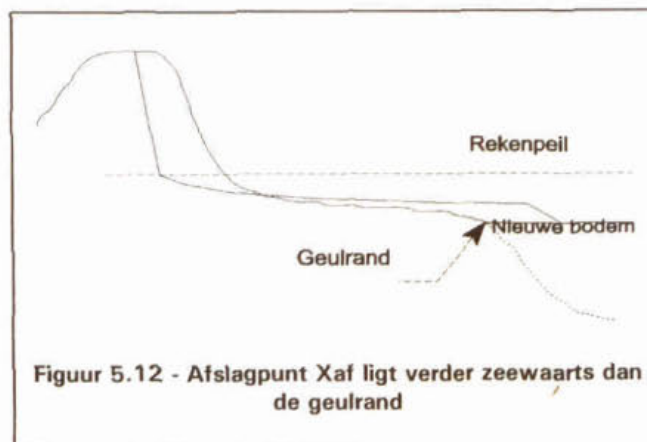 Rekenpeil
Nieuwe bodem
Geulrand
Figuur 5.12 - Afslagpunt Xaf ligt verder zeewaarts dan
de geulrand